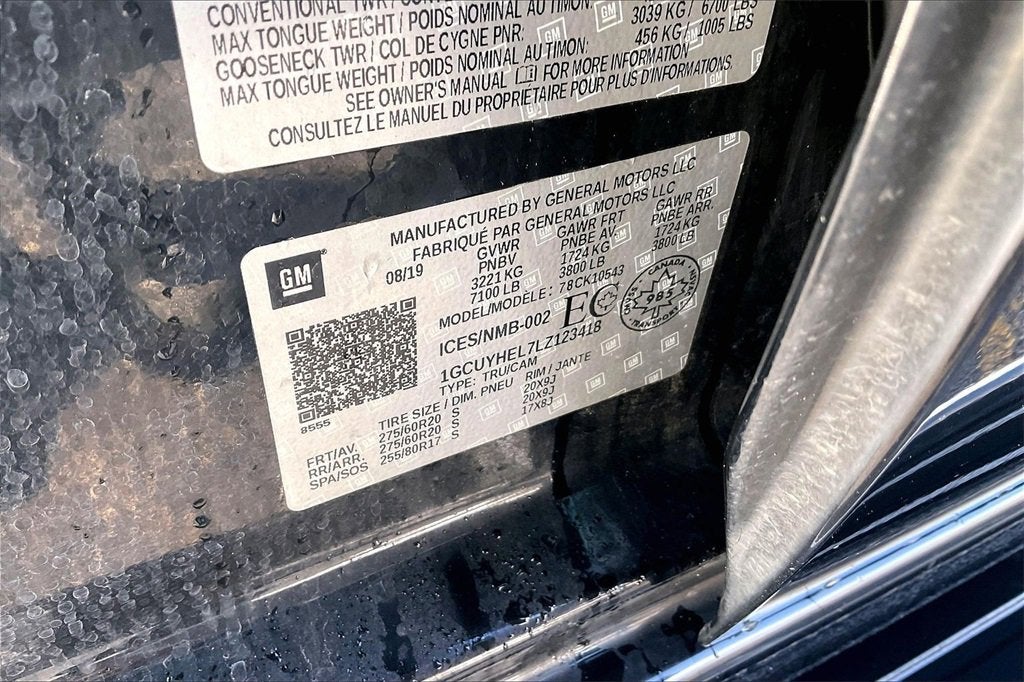 CONVENTIONAL TWR
MAX TONGUE WEIGHT / POIDS NOMINAL AU TIMON: 3039 KG / 6700 LBS
GOOSENECK TWR / COL DE CYGNE PNR:
MAX TONGUE WEIGHT / POIDS NOMINAL AU TIMON: 456 KG / 1005 LBS
SEE OWNER'S MANUAL FOR MORE INFORMATION
CONSULTEZ LE MANUEL DU PROPRIÉTAIRE POUR PLUS D'INFORMATIONS.
GM
MANUFACTURED BY GENERAL MOTORS LLC
FABRIQUÉ PAR GENERAL MOTORS LLC
08/19 GVWR GAWR FRT GAWR RR
PNBV PNBE AV. PNBE ARR.
3221 KG 1724 KG 1724 KG
7100 LB 3800 LB 3800 LB
MODEL/MODÈLE: 78CK10543
ICES/NMB-002 EC
CANADA
985
TRANSPORT
1GCUYHEL7LZ123418
TYPE: TRU/CAM
8555
TIRE SIZE / DIM. PNEU RIM / JANTE
FRT/AV. 275/60R20 S 20X9J
RR/ARR. 275/60R20 S 20X9J
SPA/SOS 255/80R17 S 17X8J